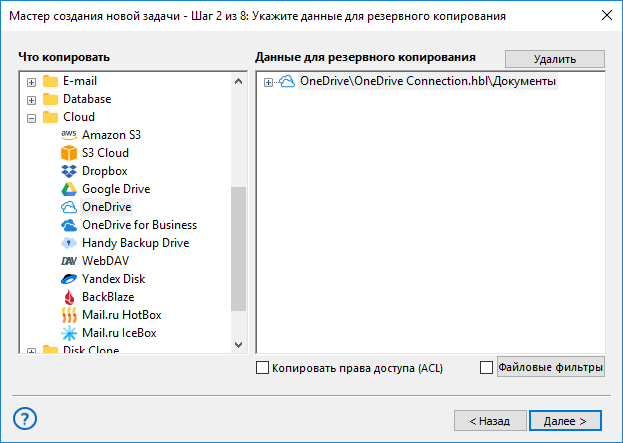 Мастер создания новой задачи - Шаг 2 из 8: Укажите данные для резервного копирования
Что копировать
Данные для резервного копирования
Удалить
E-mail
Database
Cloud
aws Amazon S3
S3 Cloud
Dropbox
Google Drive
OneDrive
OneDrive for Business
Handy Backup Drive
DAV WebDAV
Yandex Disk
BackBlaze
Mail.ru HotBox
Mail.ru IceBox
Disk Clone
OneDrive\OneDrive Connection.hbl\Документы
Копировать права доступа (ACL)
Файловые фильтры
?
< Назад
Далее >